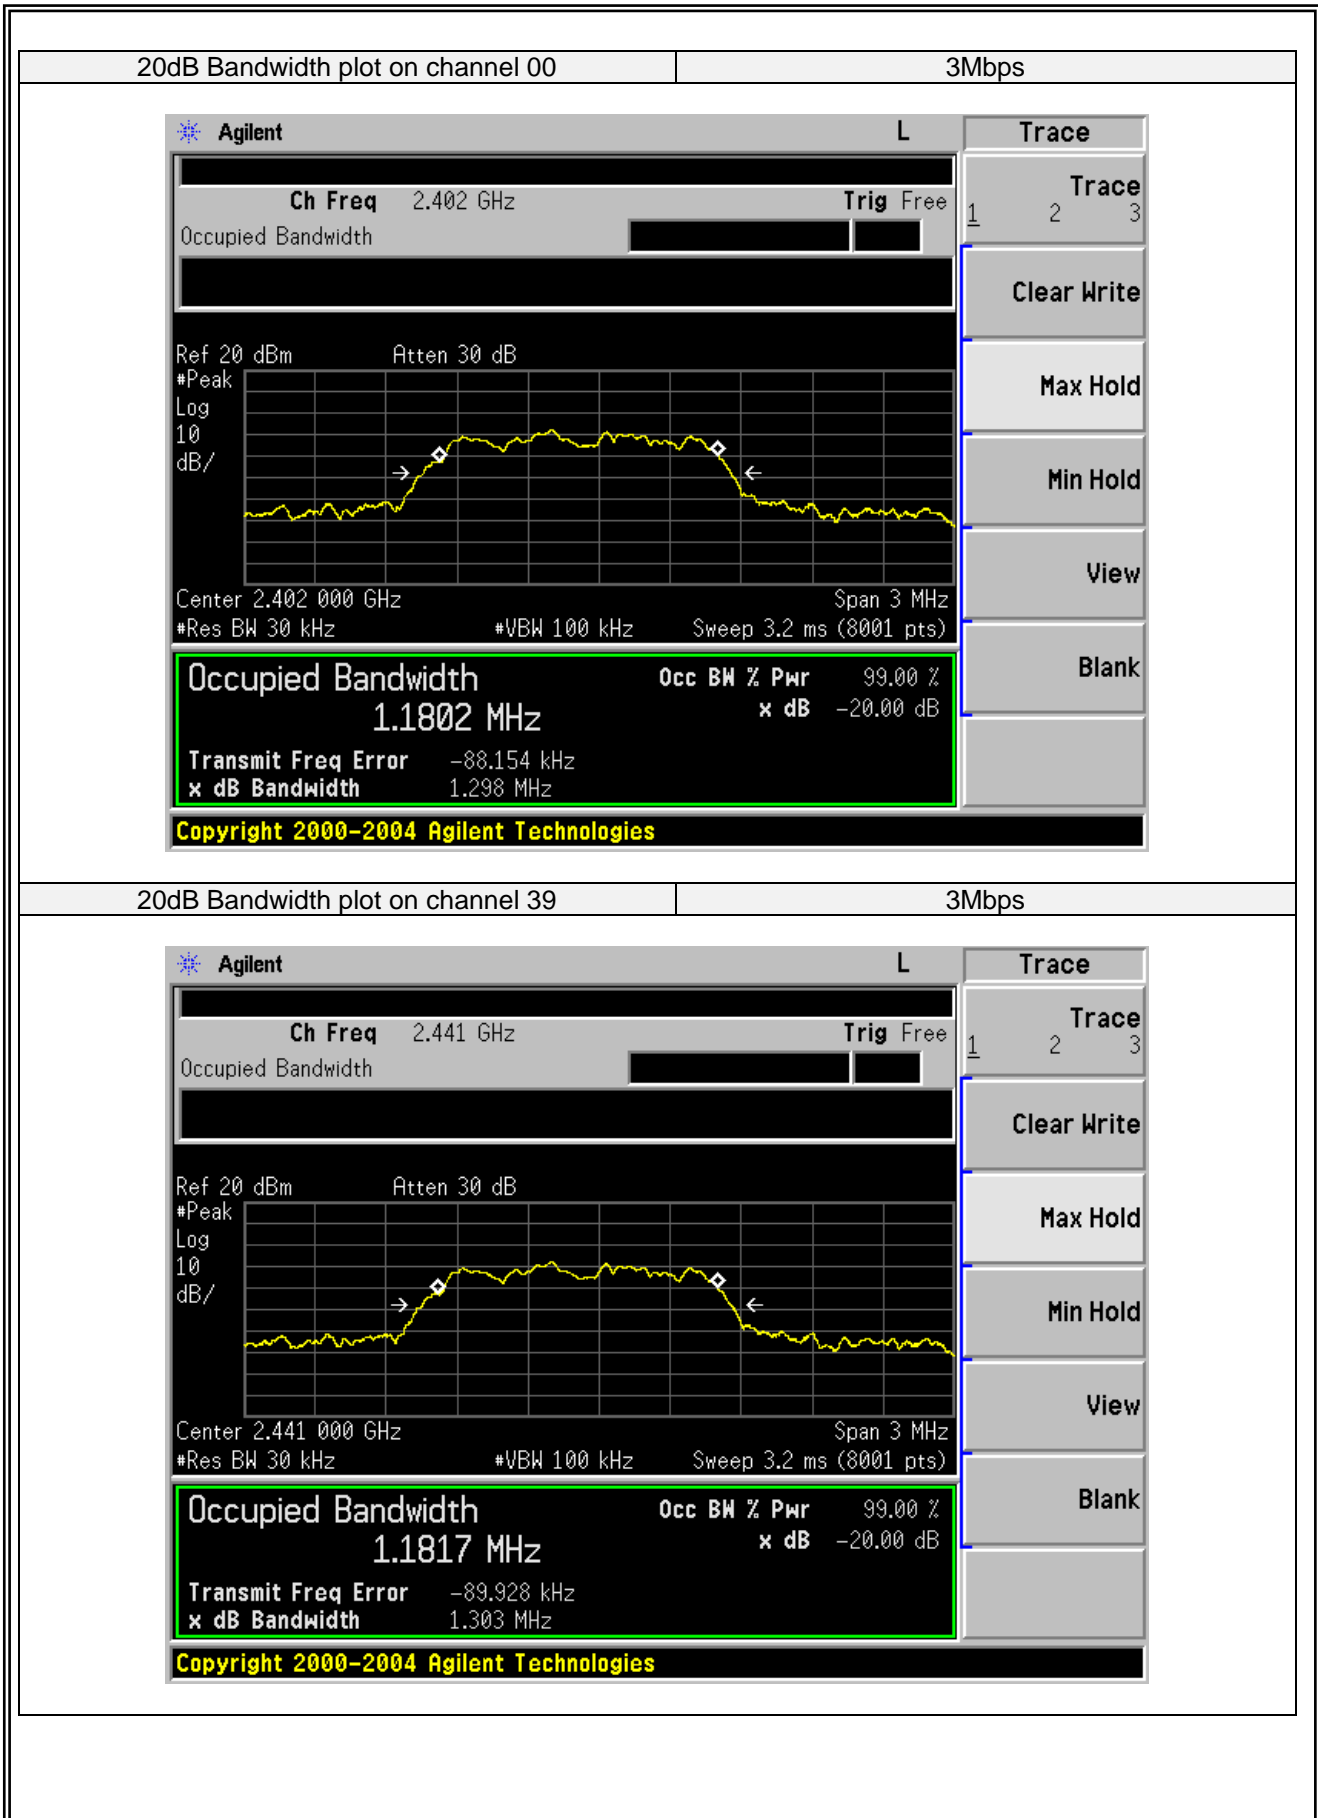 20dB Bandwidth plot on channel 00 3Mbps
Agilent L Trace
Ch Freq 2.402 GHz Trig Free
Trace
1 2 3
Occupied Bandwidth
Clear Write
Ref 20 dBm Atten 30 dB
#Peak
Log
10
dB/
Max Hold
Min Hold
View
Center 2.402 000 GHz Span 3 MHz
#Res BW 30 kHz #VBW 100 kHz Sweep 3.2 ms (8001 pts)
Blank
Occupied Bandwidth Occ BW % Pwr 99.00 %
1.1802 MHz x dB -20.00 dB
Transmit Freq Error -88.154 kHz
x dB Bandwidth 1.298 MHz
Copyright 2000-2004 Agilent Technologies
20dB Bandwidth plot on channel 39 3Mbps
Agilent L Trace
Ch Freq 2.441 GHz Trig Free
Trace
1 2 3
Occupied Bandwidth
Clear Write
Ref 20 dBm Atten 30 dB
#Peak
Log
10
dB/
Max Hold
Min Hold
View
Center 2.441 000 GHz Span 3 MHz
#Res BW 30 kHz #VBW 100 kHz Sweep 3.2 ms (8001 pts)
Blank
Occupied Bandwidth Occ BW % Pwr 99.00 %
1.1817 MHz x dB -20.00 dB
Transmit Freq Error -89.928 kHz
x dB Bandwidth 1.303 MHz
Copyright 2000-2004 Agilent Technologies